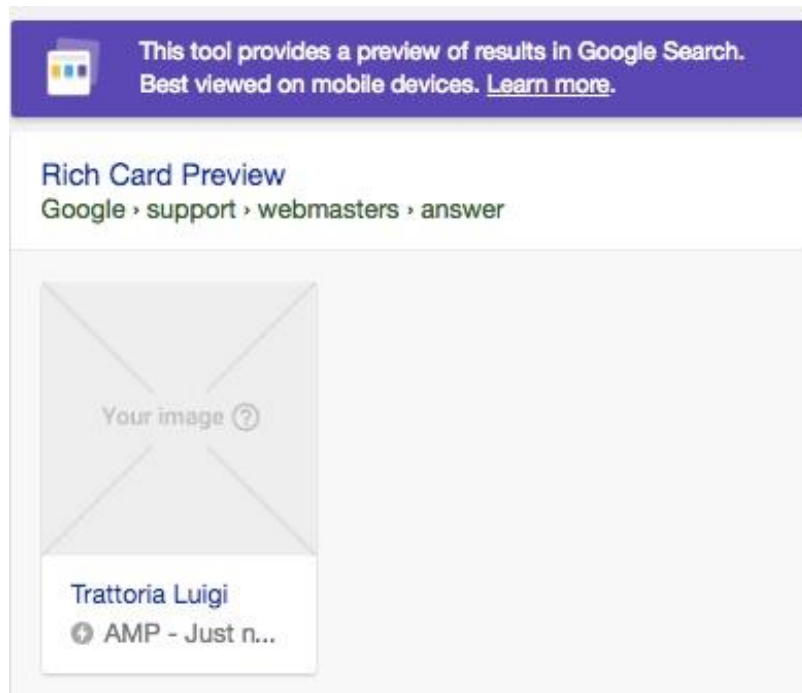 This tool provides a preview of results in Google Search.
Best viewed on mobile devices. Learn more.
Rich Card Preview
Google › support › webmasters › answer
Your image
Trattoria Luigi
AMP - Just n...